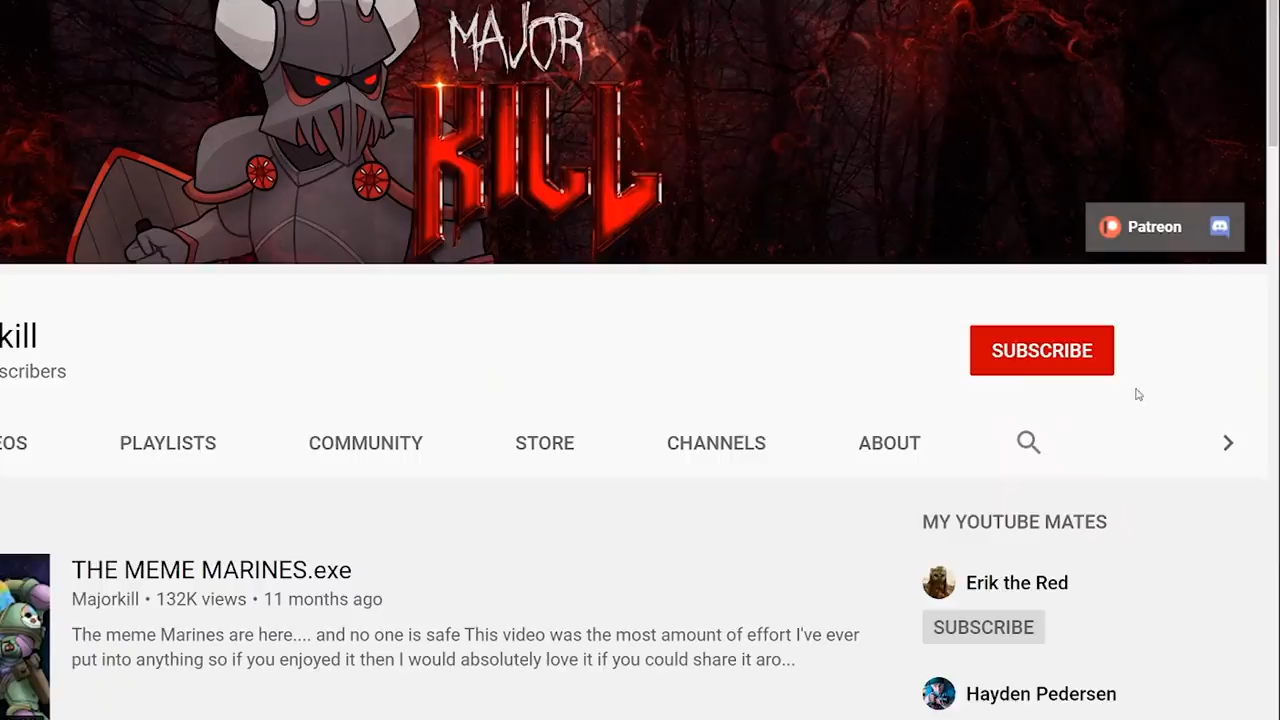 MAJOR
KILL
Patreon
kill
scribers
SUBSCRIBE
EOS
PLAYLISTS
COMMUNITY
STORE
CHANNELS
ABOUT
MY YOUTUBE MATES
THE MEME MARINES.exe
Majorkill • 132K views • 11 months ago
The meme Marines are here.... and no one is safe This video was the most amount of effort I've ever
put into anything so if you enjoyed it then I would absolutely love it if you could share it aro...
Erik the Red
SUBSCRIBE
Hayden Pedersen